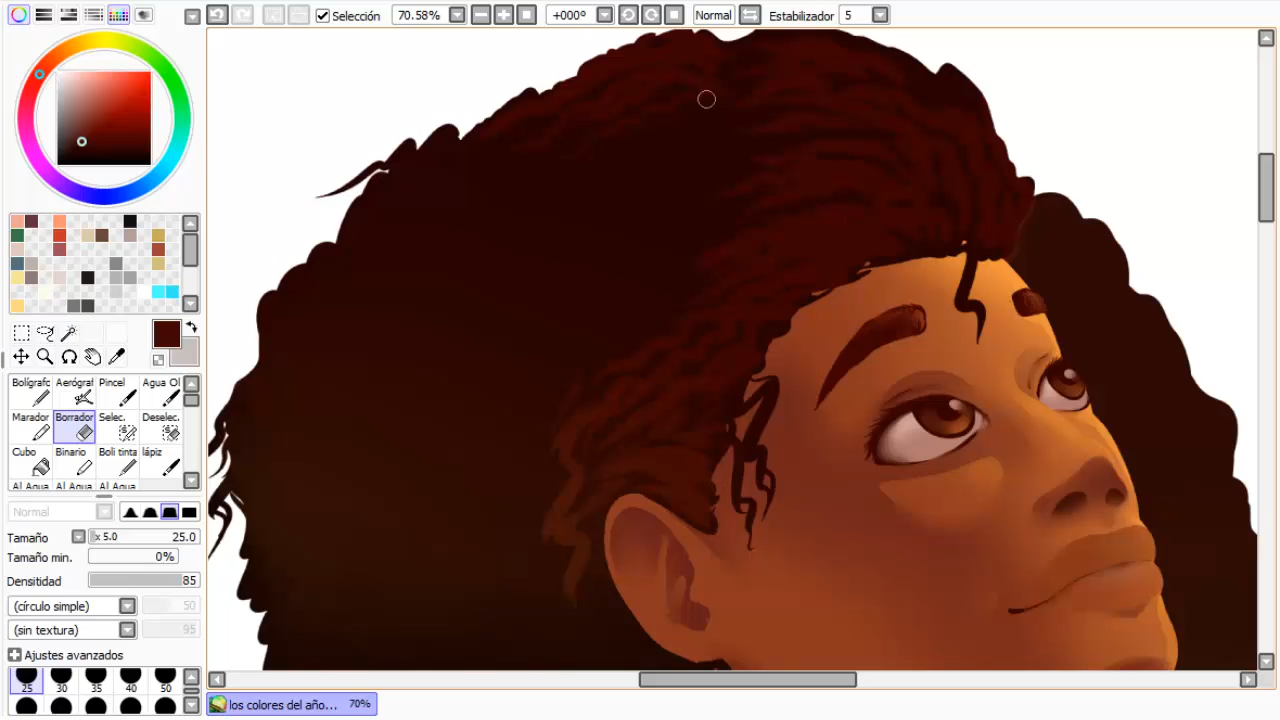 Selección 70.58% +000º Normal Estabilizador 5
Bolígrafo Aerógraf Pincel Agua Ol
Marador Borrador Selec. Deselec.
Cubo Binario Boli tinta lápiz
Al Agua Al Agua Al Agua
Normal
Tamaño x 5.0 25.0
Tamaño min. 0%
Densitidad 85
(círculo simple) 50
(sin textura) 95
Ajustes avanzados
25 30 35 40 50
los colores del año... 70%